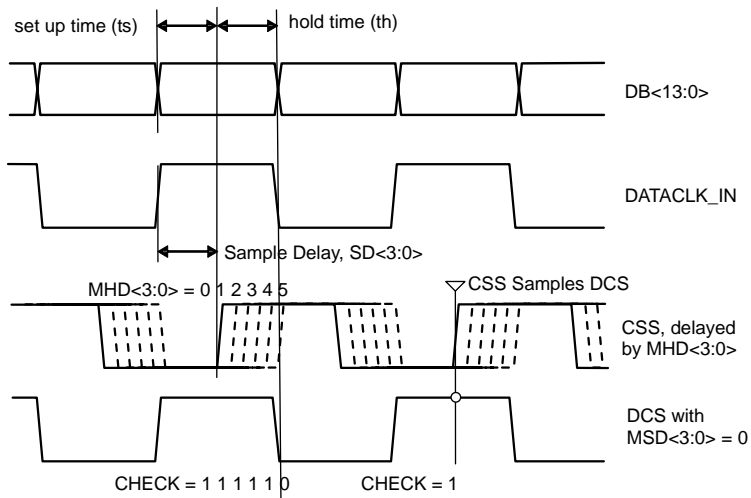 set up time (ts)
hold time (th)
DB<13:0>
DATACLK_IN
Sample Delay, SD<3:0>
MHD<3:0> = 0 1 2 3 4 5
CSS Samples DCS
CSS, delayed
by MHD<3:0>
DCS with
MSD<3:0> = 0
CHECK = 1 1 1 1 1 0
CHECK = 1